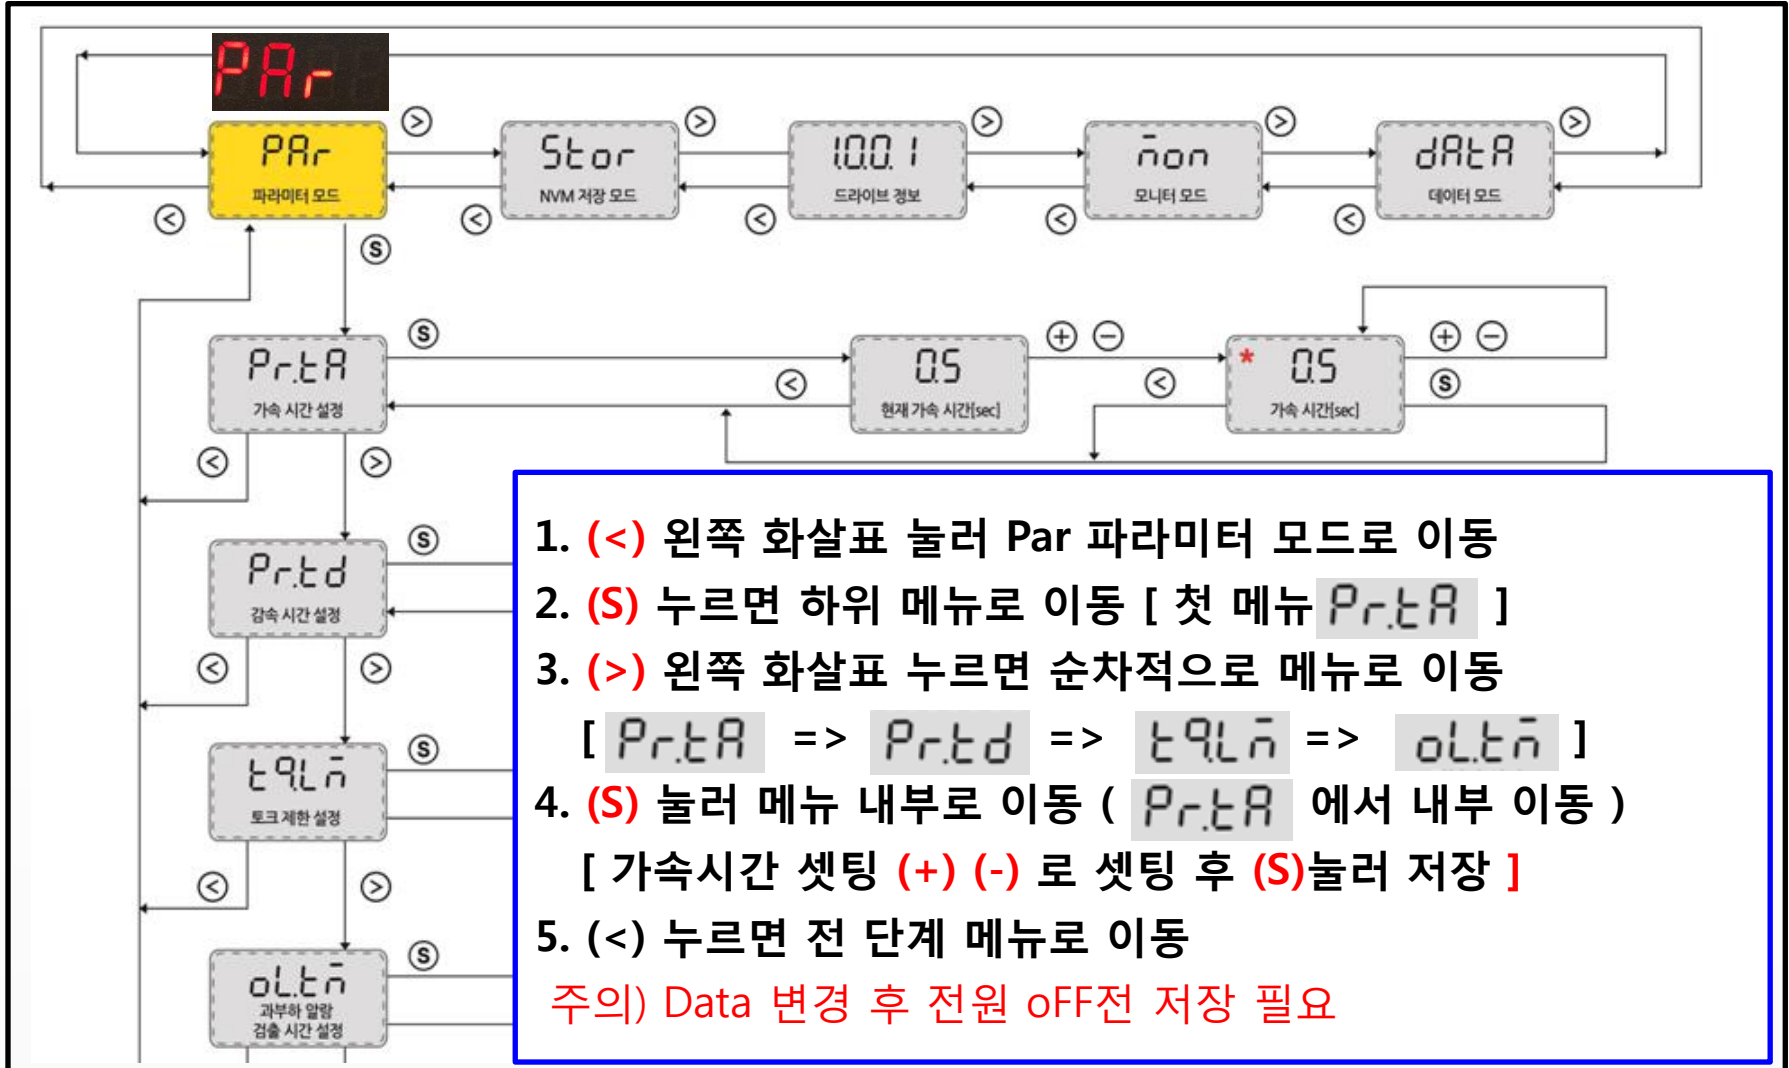 PAr
PAr
파라미터 모드
>
Stor
NVM 저장 모드
>
1.0.0. 1
드라이브 정보
>
n̄on
모니터 모드
>
dAtA
데이터 모드
>
<
<
<
<
<
S
Pr.tA
가속 시간 설정
S
0.5
현재 가속 시간[sec]
+ −
* 0.5
가속 시간[sec]
+ −
S
<
<
<
>
Pr.td
감속 시간 설정
S
<
>
tq.Ln̄
토크 제한 설정
S
<
>
oL.tn̄
과부하 알람
검출 시간 설정
S
1. (<) 왼쪽 화살표 눌러 Par 파라미터 모드로 이동
2. (S) 누르면 하위 메뉴로 이동 [ 첫 메뉴 Pr.tA ]
3. (>) 왼쪽 화살표 누르면 순차적으로 메뉴로 이동
[ Pr.tA => Pr.td => tq.Ln̄ => oL.tn̄ ]
4. (S) 눌러 메뉴 내부로 이동 ( Pr.tA 에서 내부 이동 )
[ 가속시간 셋팅 (+) (-) 로 셋팅 후 (S)눌러 저장 ]
5. (<) 누르면 전 단계 메뉴로 이동
주의) Data 변경 후 전원 oFF전 저장 필요